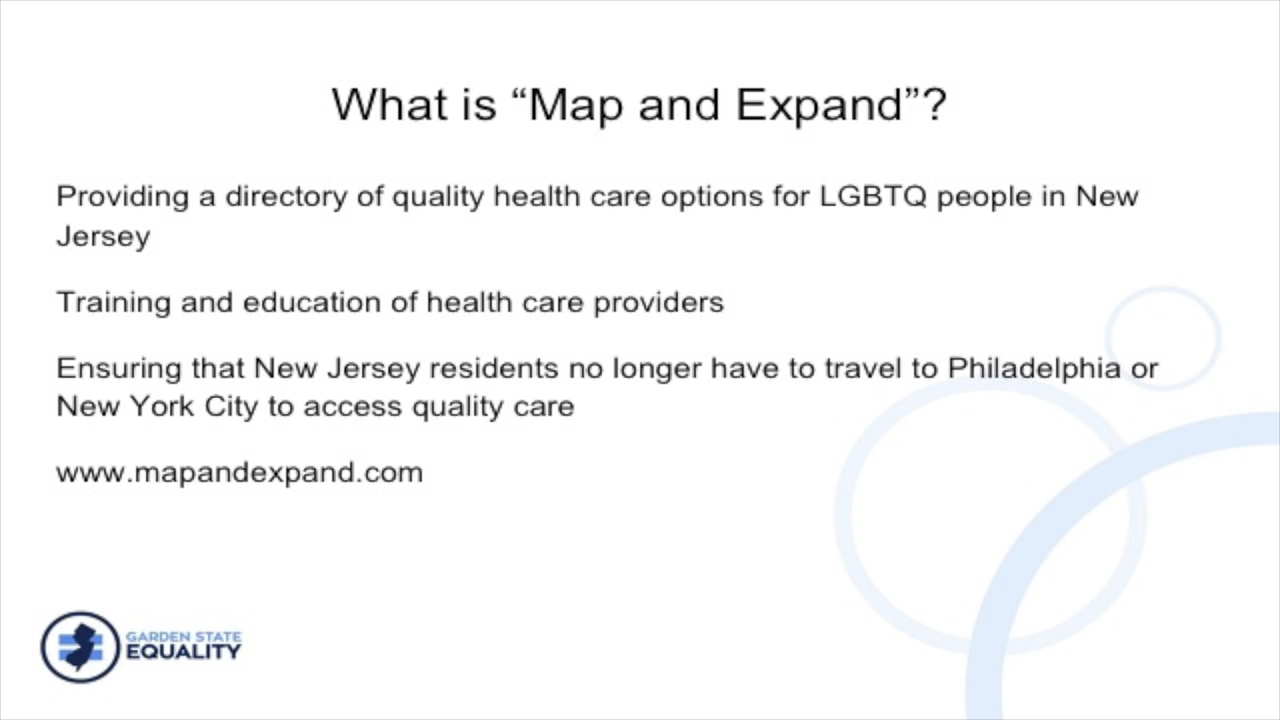 What is “Map and Expand”?
Providing a directory of quality health care options for LGBTQ people in New
Jersey
Training and education of health care providers
Ensuring that New Jersey residents no longer have to travel to Philadelphia or
New York City to access quality care
www.mapandexpand.com
GARDEN STATE
EQUALITY